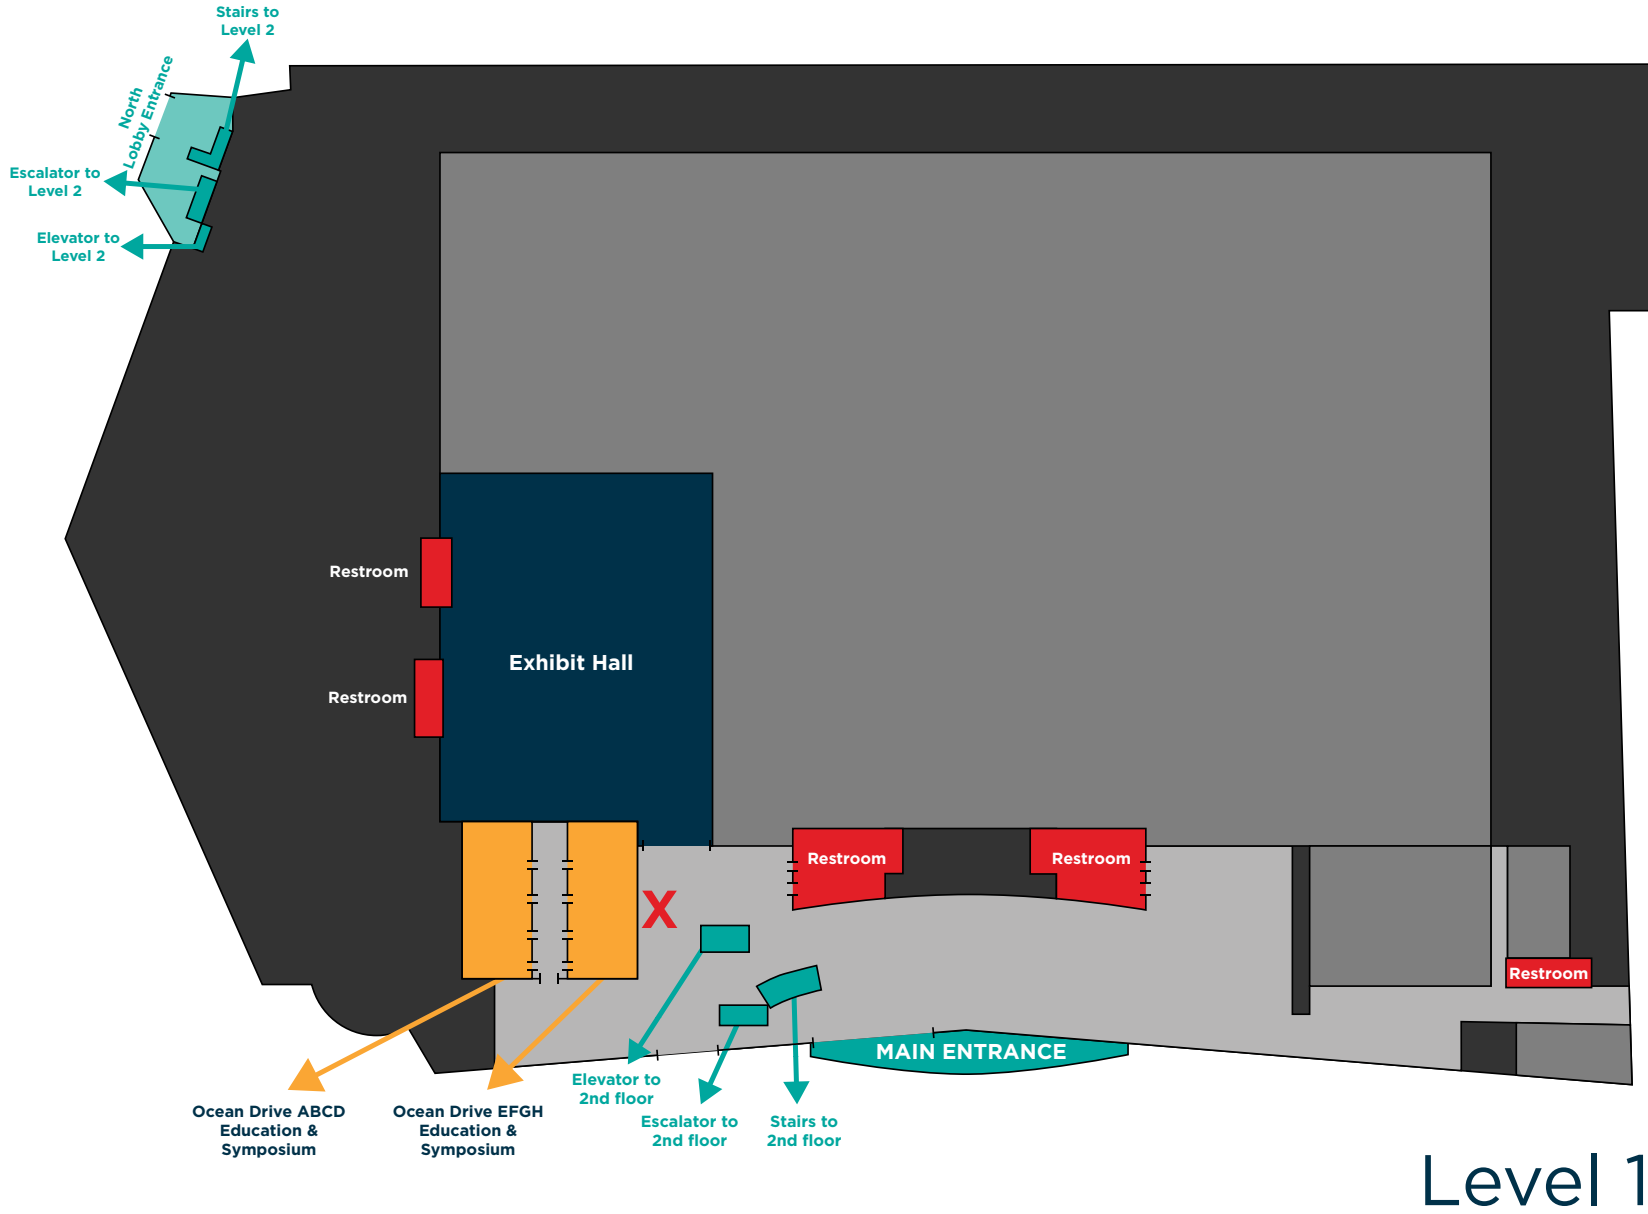 Stairs to
Level 2
North
Lobby Entrance
Escalator to
Level 2
Elevator to
Level 2
Restroom
Exhibit Hall
Restroom
Restroom
Restroom
X
Restroom
MAIN ENTRANCE
Elevator to
2nd floor
Ocean Drive ABCD
Education &
Symposium
Ocean Drive EFGH
Education &
Symposium
Escalator to
2nd floor
Stairs to
2nd floor
Level 1